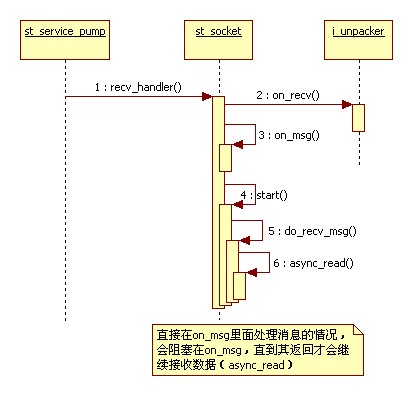 st_service_pump st_socket i_unpacker
1 : recv_handler()
2 : on_recv()
3 : on_msg()
4 : start()
5 : do_recv_msg()
6 : async_read()
直接在on_msg里面处理消息的情况，
会阻塞在on_msg，直到其返回才会继
续接收数据（async_read）